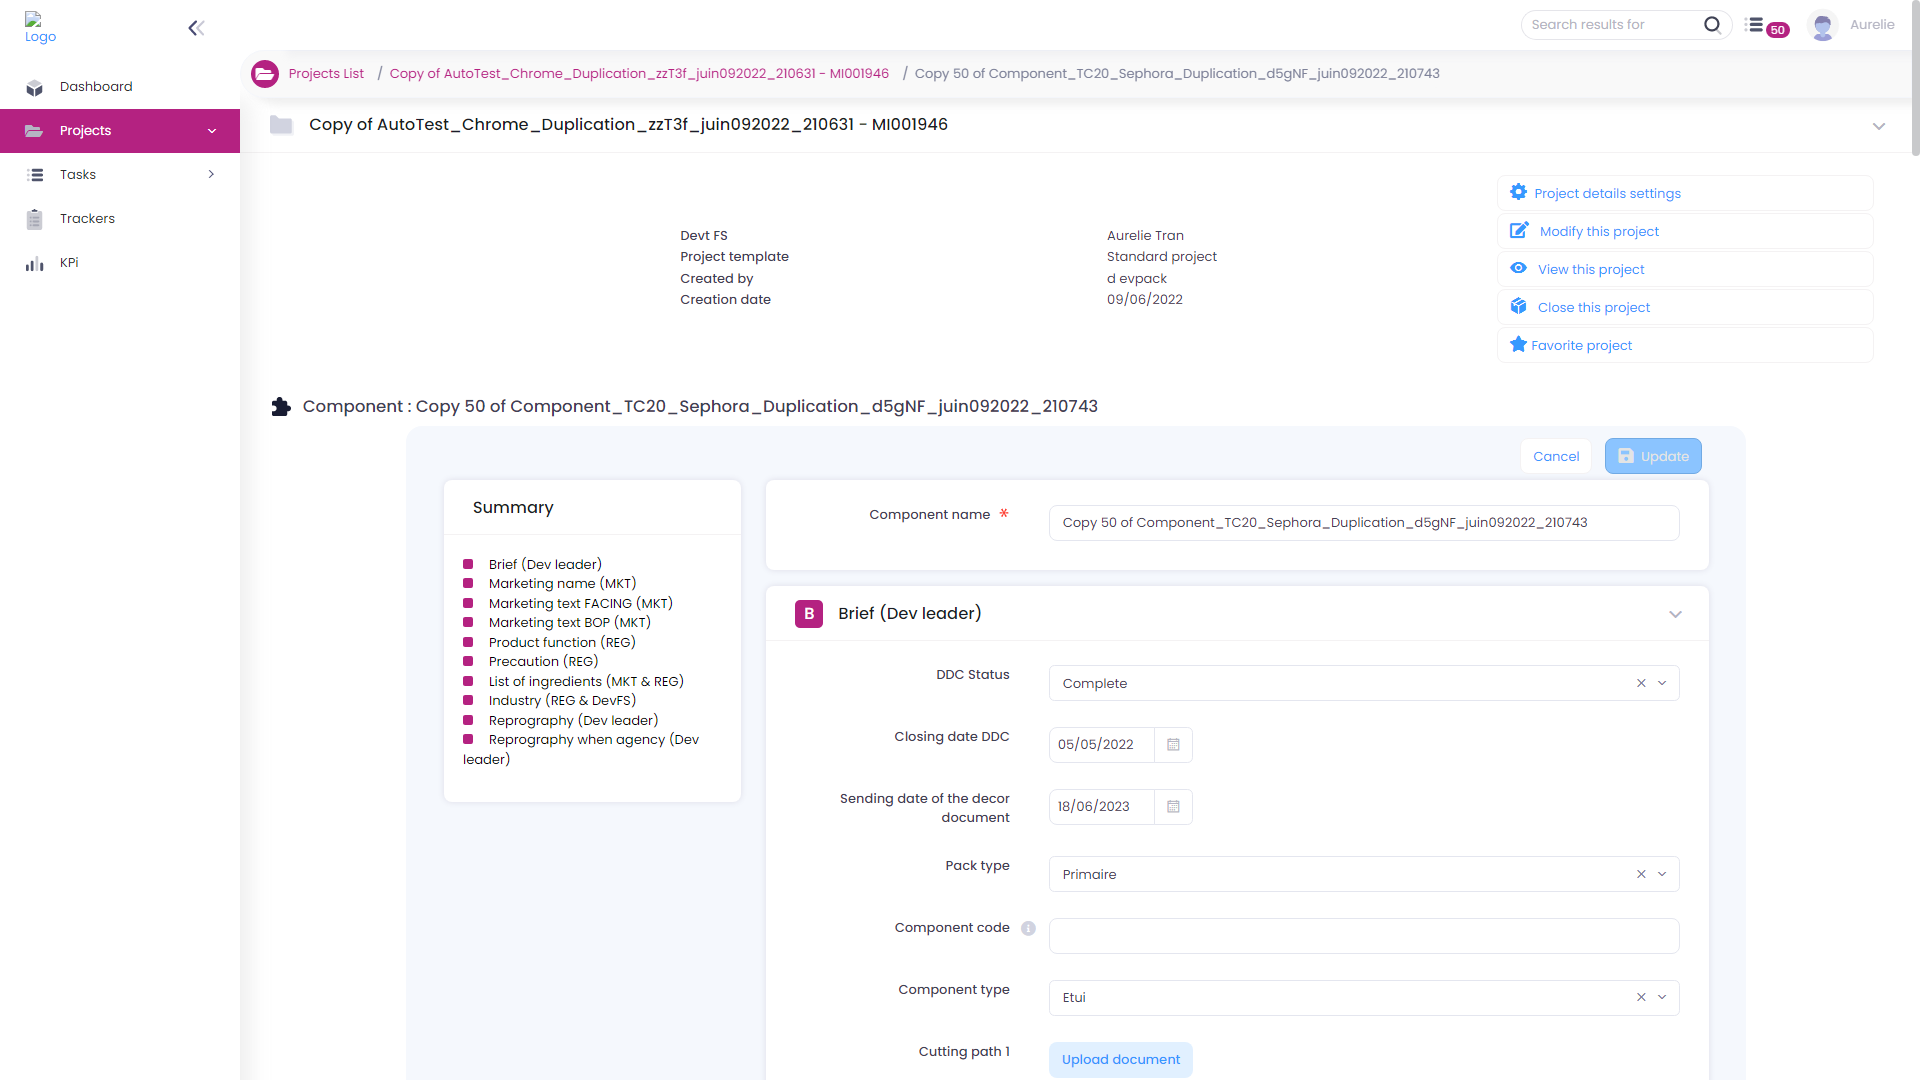 Logo
Search results for
50
Aurelie
Dashboard
Projects
Tasks
Trackers
KPi
Projects List / Copy of AutoTest_Chrome_Duplication_zzT3f_juin092022_210631 - MI001946 / Copy 50 of Component_TC20_Sephora_Duplication_d5gNF_juin092022_210743
Copy of AutoTest_Chrome_Duplication_zzT3f_juin092022_210631 - MI001946
Devt FS Aurelie Tran
Project template Standard project
Created by d evpack
Creation date 09/06/2022
Project details settings
Modify this project
View this project
Close this project
Favorite project
Component : Copy 50 of Component_TC20_Sephora_Duplication_d5gNF_juin092022_210743
Cancel
Update
Summary
Brief (Dev leader)
Marketing name (MKT)
Marketing text FACING (MKT)
Marketing text BOP (MKT)
Product function (REG)
Precaution (REG)
List of ingredients (MKT & REG)
Industry (REG & DevFS)
Reprography (Dev leader)
Reprography when agency (Dev
leader)
Component name * Copy 50 of Component_TC20_Sephora_Duplication_d5gNF_juin092022_210743
B Brief (Dev leader)
DDC Status Complete
Closing date DDC 05/05/2022
Sending date of the decor
document
18/06/2023
Pack type Primaire
Component code
Component type Etui
Cutting path 1 Upload document